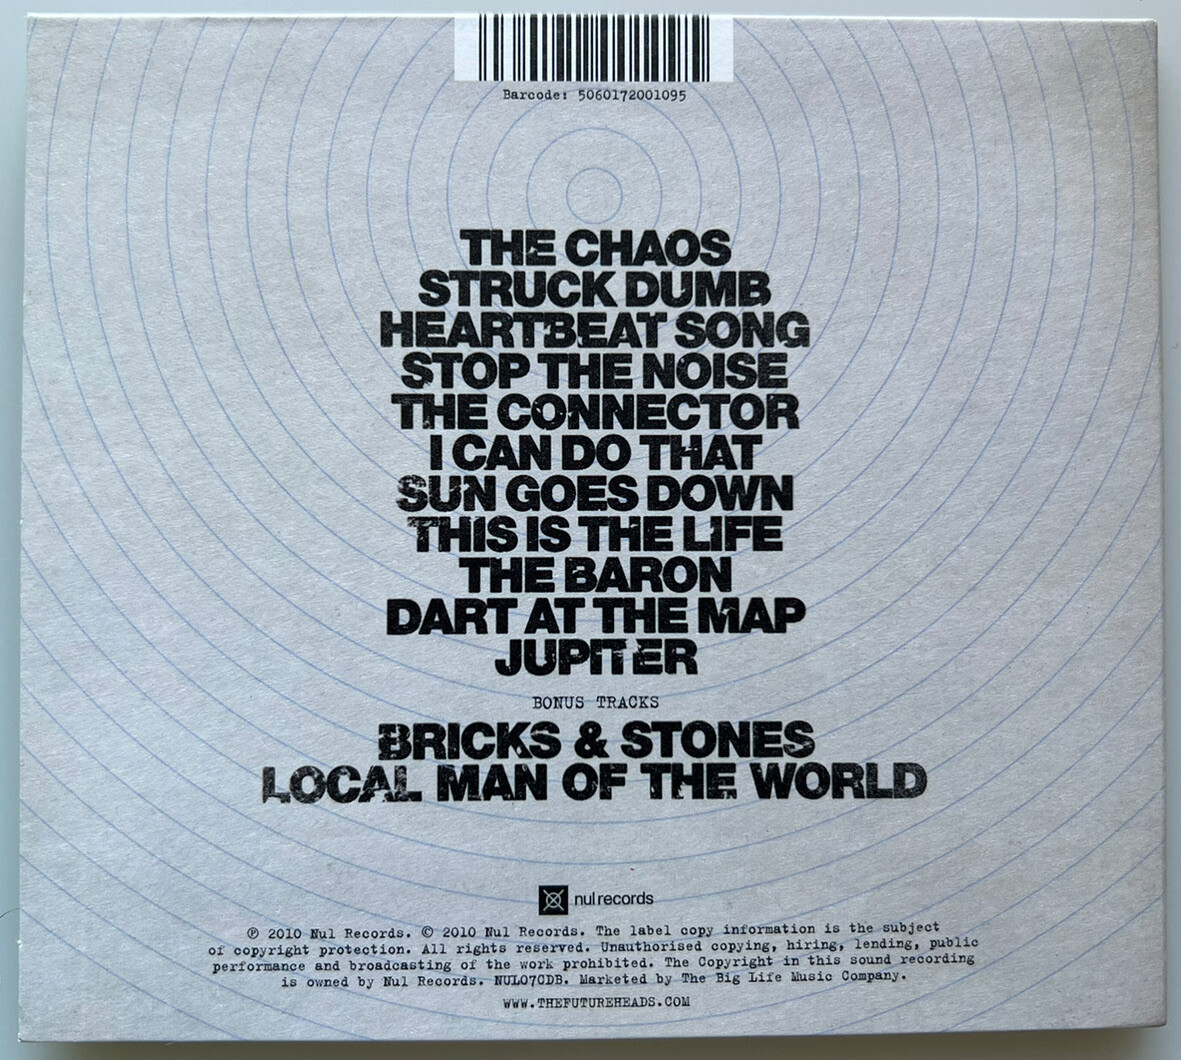 Barcode: 5060172001095
THE CHAOS
STRUCK DUMB
HEARTBEAT SONG
STOP THE NOISE
THE CONNECTOR
I CAN DO THAT
SUN GOES DOWN
THIS IS THE LIFE
THE BARON
DART AT THE MAP
JUPITER
BONUS TRACKS
BRICKS & STONES
LOCAL MAN OF THE WORLD
nul records
℗ 2010 Nul Records. © 2010 Nul Records. The label copy information is the subject
of copyright protection. All rights reserved. Unauthorised copying, hiring, lending, public
performance and broadcasting of the work prohibited. The Copyright in this sound recording
is owned by Nul Records. NUL07CDB. Marketed by The Big Life Music Company.
WWW.THEFUTUREHEADS.COM